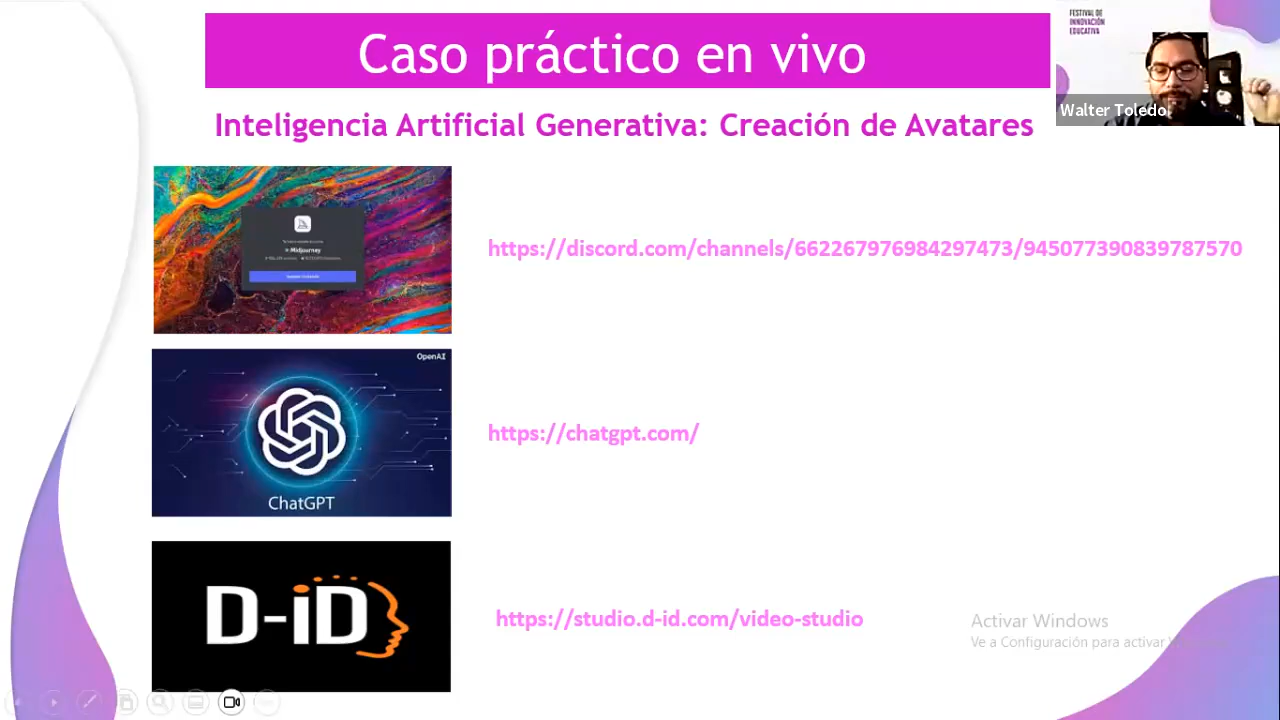 Caso práctico en vivo
FESTIVAL DE
INNOVACIÓN
EDUCATIVA
Walter Toledo
Inteligencia Artificial Generativa: Creación de Avatares
Midjourney
https://discord.com/channels/662267976984297473/945077390839787570
OpenAI
ChatGPT
https://chatgpt.com/
D-iD
https://studio.d-id.com/video-studio
Activar Windows
Ve a Configuración para activar